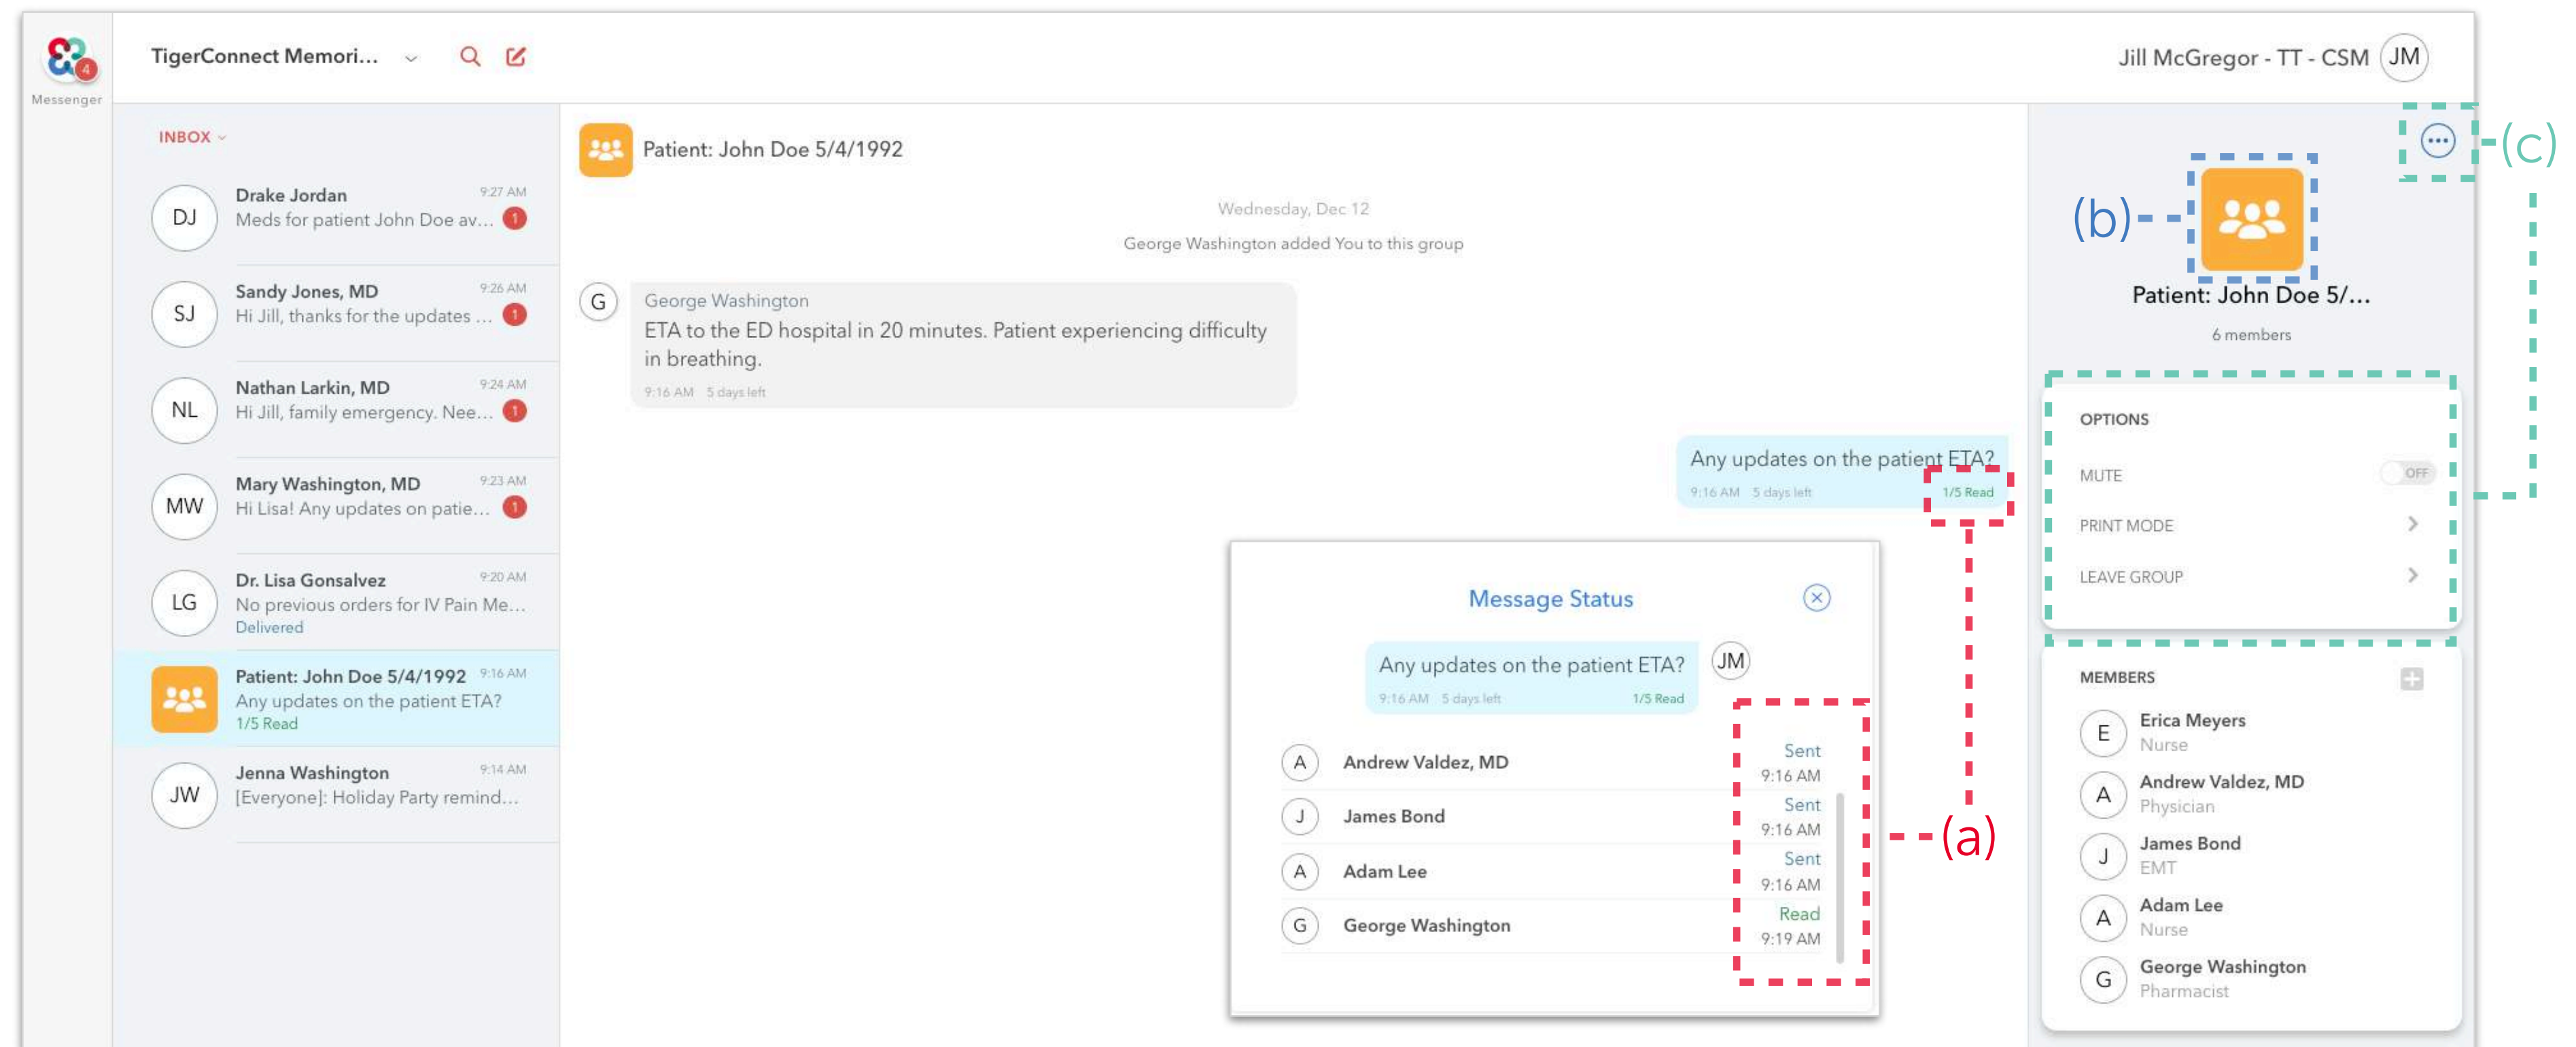 4
Messenger
TigerConnect Memori...
Jill McGregor - TT - CSM
JM
INBOX
DJ
Drake Jordan
9:27 AM
Meds for patient John Doe av...
1
SJ
Sandy Jones, MD
9:26 AM
Hi Jill, thanks for the updates ...
1
NL
Nathan Larkin, MD
9:24 AM
Hi Jill, family emergency. Nee...
1
MW
Mary Washington, MD
9:23 AM
Hi Lisa! Any updates on patie...
1
LG
Dr. Lisa Gonsalvez
9:20 AM
No previous orders for IV Pain Me...
Delivered
Patient: John Doe 5/4/1992
9:16 AM
Any updates on the patient ETA?
1/5 Read
JW
Jenna Washington
9:14 AM
[Everyone]: Holiday Party remind...
Patient: John Doe 5/4/1992
Wednesday, Dec 12
George Washington added You to this group
G
George Washington
ETA to the ED hospital in 20 minutes. Patient experiencing difficulty
in breathing.
9:16 AM 5 days left
Any updates on the patient ETA?
9:16 AM 5 days left 1/5 Read
Message Status
Any updates on the patient ETA?
JM
9:16 AM 5 days left 1/5 Read
A
Andrew Valdez, MD
Sent
9:16 AM
J
James Bond
Sent
9:16 AM
A
Adam Lee
Sent
9:16 AM
G
George Washington
Read
9:19 AM
(a)
(b)
(c)
Patient: John Doe 5/...
6 members
OPTIONS
MUTE
OFF
PRINT MODE
LEAVE GROUP
MEMBERS
E
Erica Meyers
Nurse
A
Andrew Valdez, MD
Physician
J
James Bond
EMT
A
Adam Lee
Nurse
G
George Washington
Pharmacist